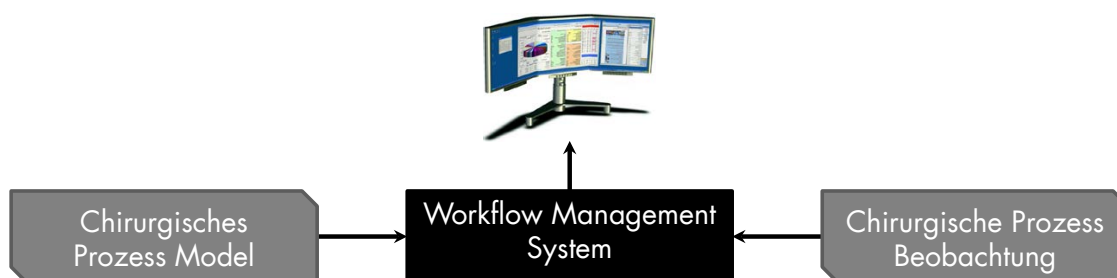 Chirurgisches
Prozess Model
Workflow Management
System
Chirurgische Prozess
Beobachtung